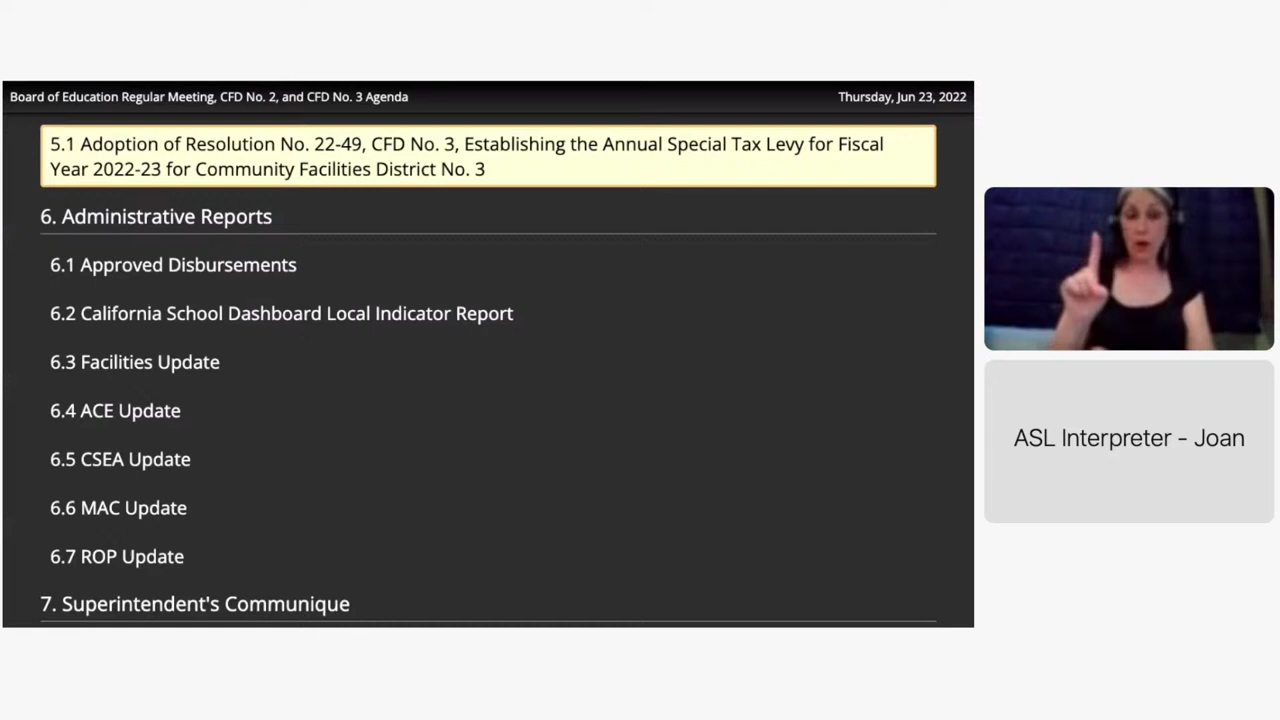 Board of Education Regular Meeting, CFD No. 2, and CFD No. 3 Agenda
Thursday, Jun 23, 2022
5.1 Adoption of Resolution No. 22-49, CFD No. 3, Establishing the Annual Special Tax Levy for Fiscal
Year 2022-23 for Community Facilities District No. 3
6. Administrative Reports
6.1 Approved Disbursements
6.2 California School Dashboard Local Indicator Report
6.3 Facilities Update
6.4 ACE Update
6.5 CSEA Update
6.6 MAC Update
6.7 ROP Update
7. Superintendent's Communique
ASL Interpreter - Joan